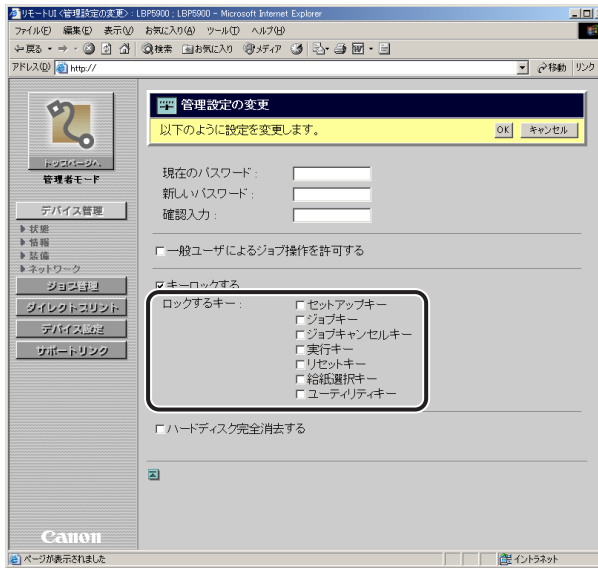 リモートUI <管理設定の変更> : LBP5900 ; LBP5900 - Microsoft Internet Explorer
ファイル(F) 編集(E) 表示(V) お気に入り(A) ツール(T) ヘルプ(H)
戻る 検索 お気に入り メディア
アドレス(D) http:// 移動 リンク
トップページへ
管理者モード
デバイス管理
状態
情報
装備
ネットワーク
ジョブ管理
ダイレクトプリント
デバイス設定
サポートリンク
Canon
管理設定の変更
以下のように設定を変更します。 OK キャンセル
現在のパスワード :
新しいパスワード :
確認入力 :
一般ユーザによるジョブ操作を許可する
キーロックする
ロックするキー : セットアップキー
ジョブキー
ジョブキャンセルキー
実行キー
リセットキー
給紙選択キー
ユーティリティキー
ハードディスク完全消去する
ページが表示されました イントラネット